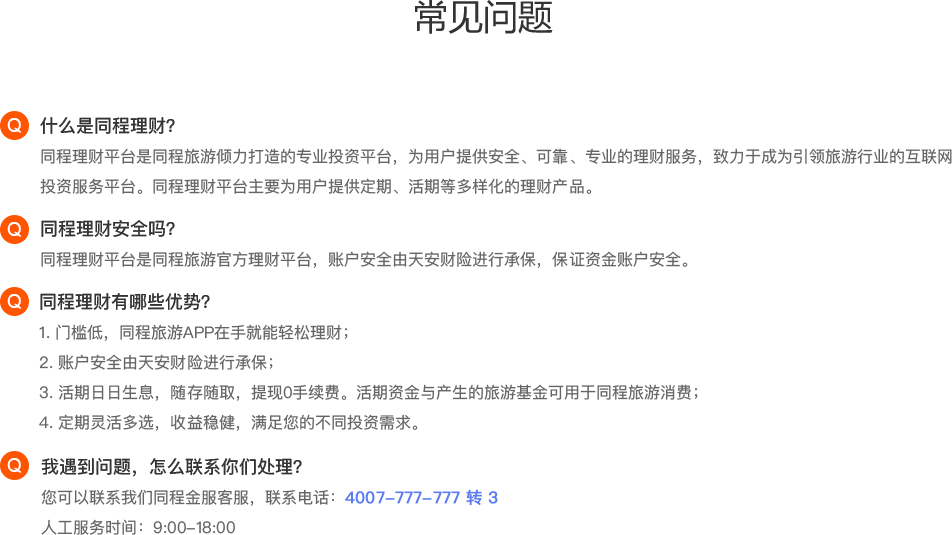 常见问题
Q 什么是同程理财？
同程理财平台是同程旅游倾力打造的专业投资平台，为用户提供安全、可靠、专业的理财服务，致力于成为引领旅游行业的互联网
投资服务平台。同程理财平台主要为用户提供定期、活期等多样化的理财产品。
Q 同程理财安全吗？
同程理财平台是同程旅游官方理财平台，账户安全由天安财险进行承保，保证资金账户安全。
Q 同程理财有哪些优势？
1. 门槛低，同程旅游APP在手就能轻松理财；
2. 账户安全由天安财险进行承保；
3. 活期日日生息，随存随取，提现0手续费。活期资金与产生的旅游基金可用于同程旅游消费；
4. 定期灵活多选，收益稳健，满足您的不同投资需求。
Q 我遇到问题，怎么联系你们处理？
您可以联系我们同程金服客服，联系电话：4007-777-777 转 3
人工服务时间：9:00-18:00